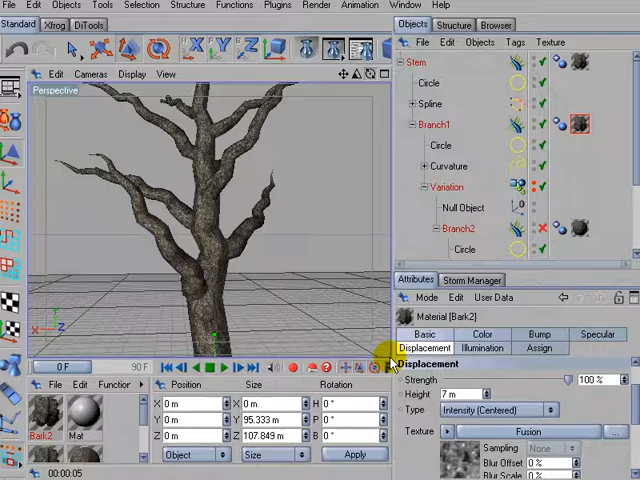 File Edit Objects Tools Selection Structure Functions Plugins Render Window Help
Standard Xfrog DiTools
Edit Cameras Display View
Perspective
X
Z
0 F 90 F
File Edit Function
Bark2 Mat
Position Size Rotation
X 0 m X 0 m H 0 °
Y 0 m Y 95.333 m P 0 °
Z 0 m Z 107.849 m B 0 °
Object Size Apply
00:00:05
Objects Structure Browser
File Edit Objects Tags Texture
Stem
Circle
Spline
Branch1
Circle
Curvature
Variation
Null Object
Branch2
Circle
Attributes Storm Manager
Mode Edit User Data
Material [Bark2]
Basic Color Bump Specular
Displacement Illumination Assign
Displacement
Strength 100 %
Height 7 m
Type Intensity (Centered)
Texture Fusion ...
Sampling None
Blur Offset 0 %
Blur Scale 0 %